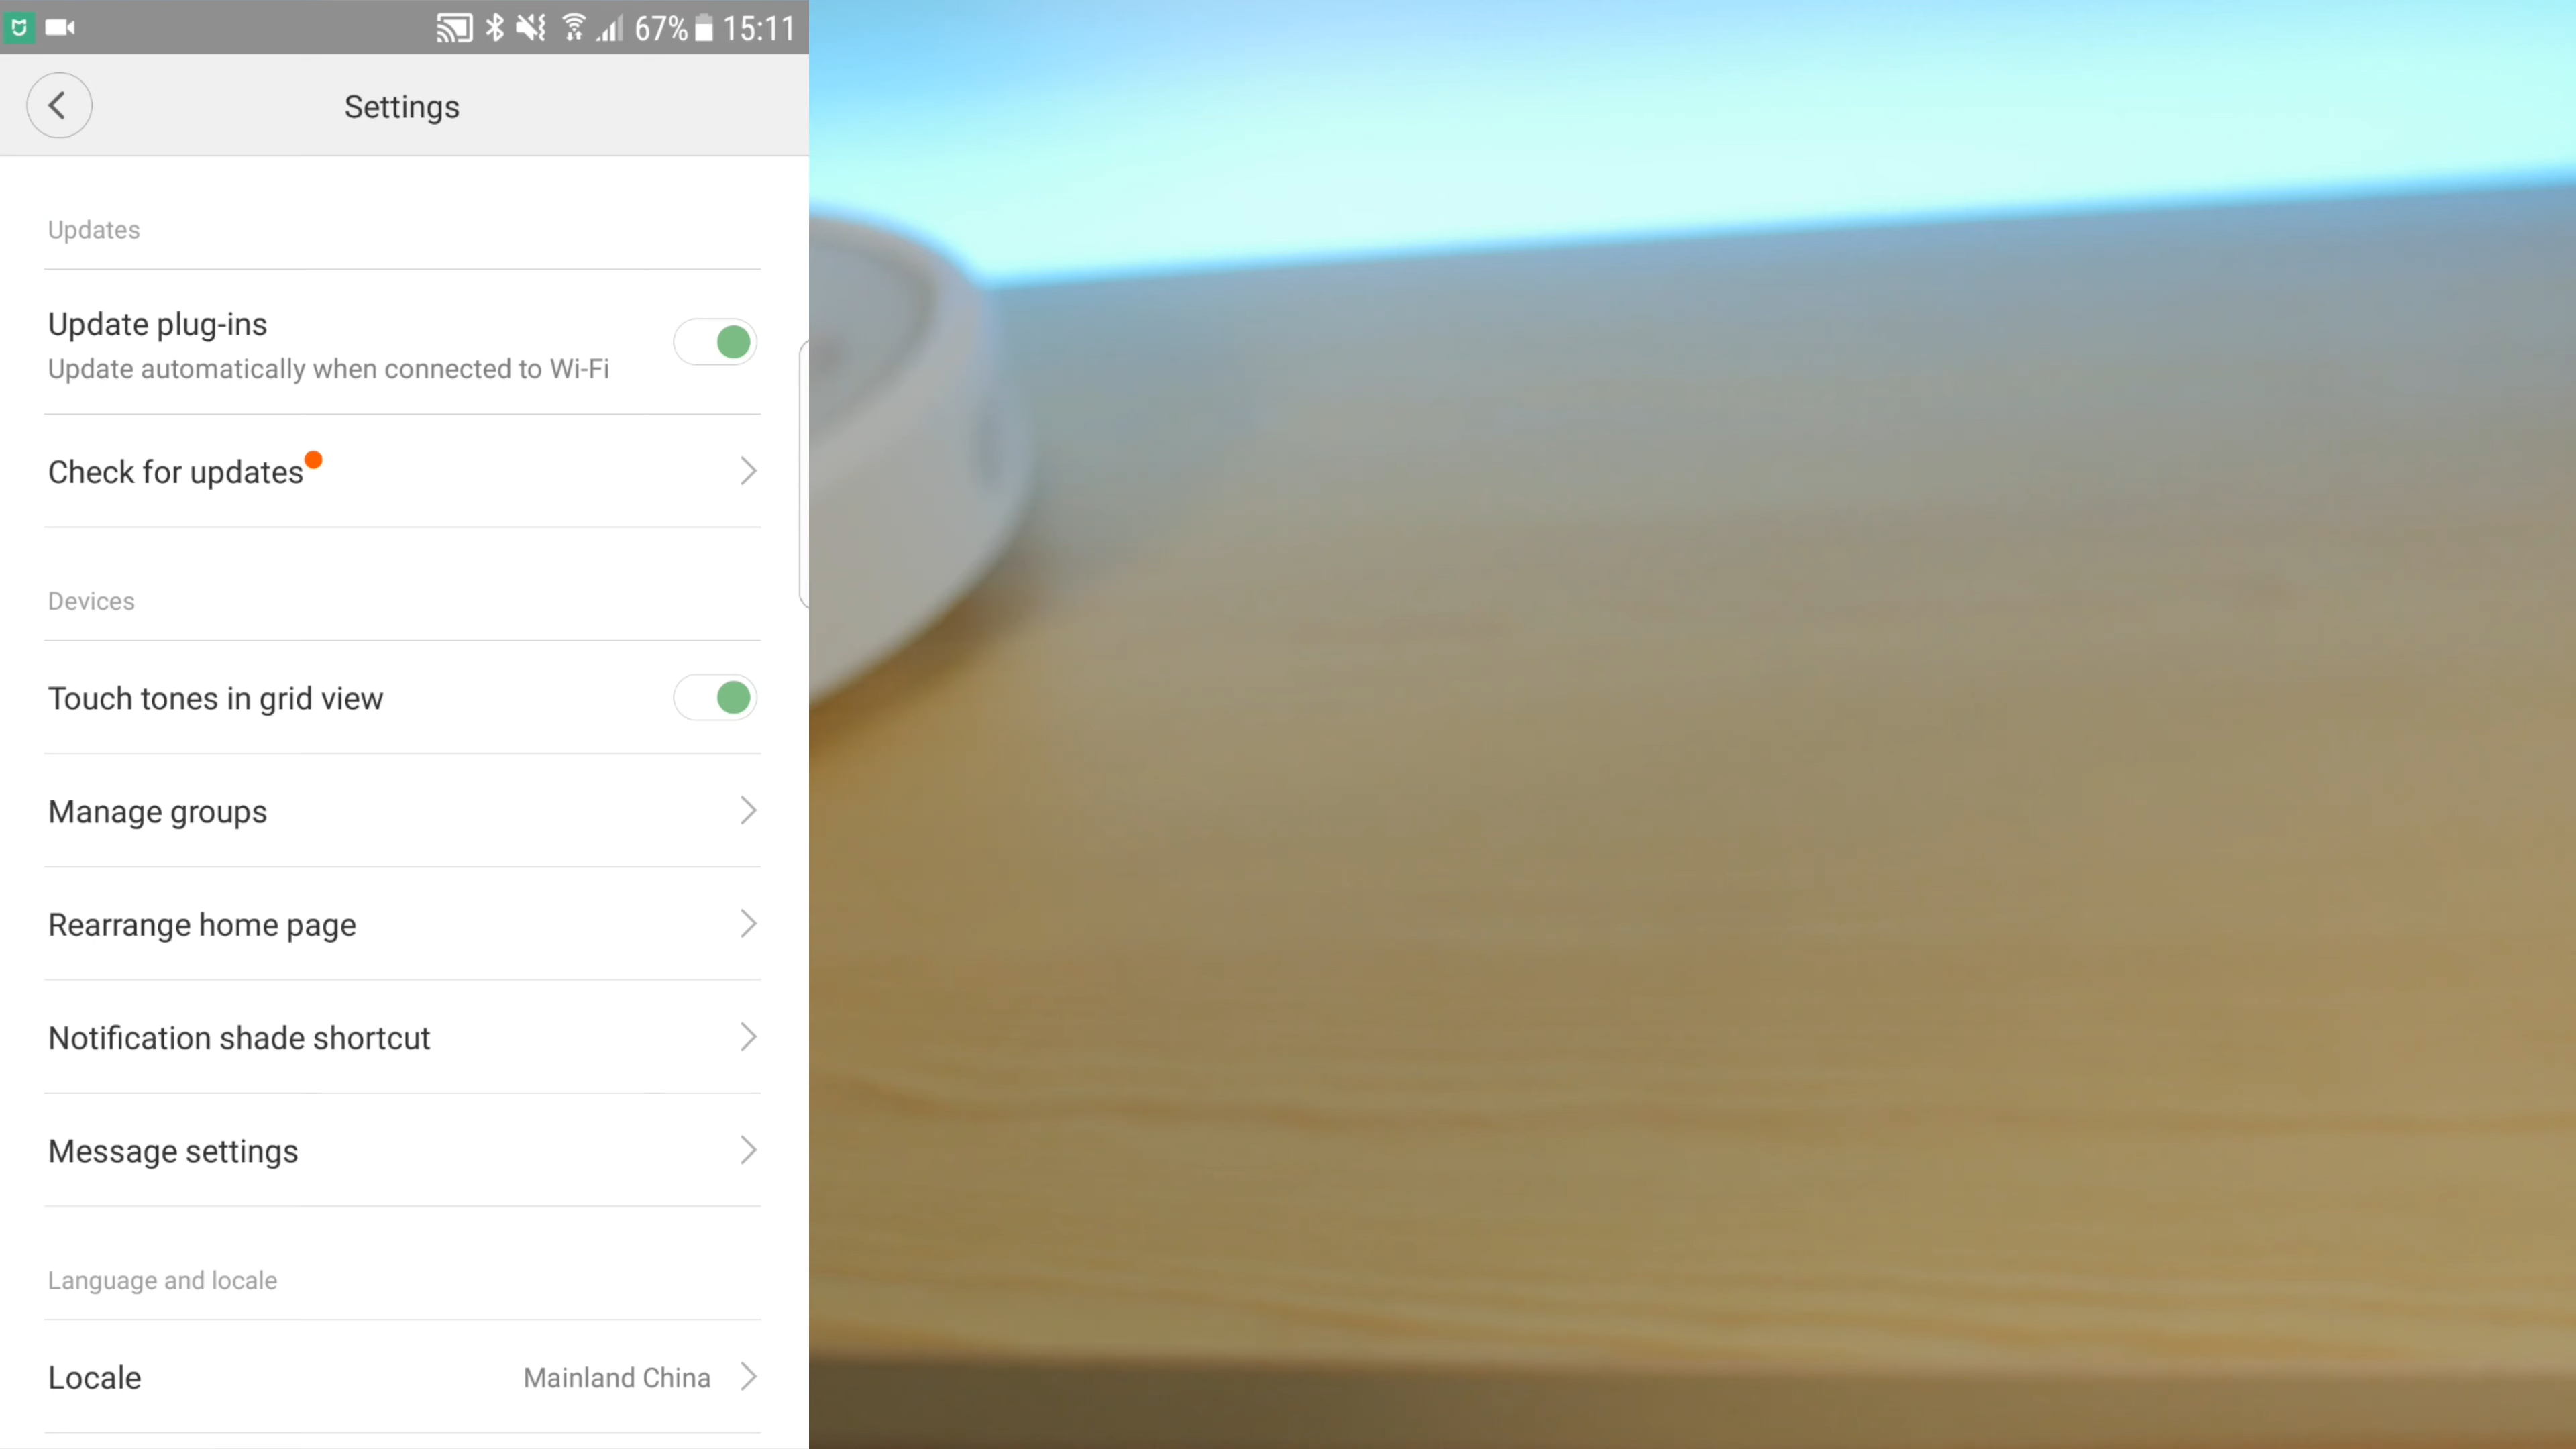 67% 15:11
Settings
Updates
Update plug-ins
Update automatically when connected to Wi-Fi
Check for updates
Devices
Touch tones in grid view
Manage groups
Rearrange home page
Notification shade shortcut
Message settings
Language and locale
Locale Mainland China